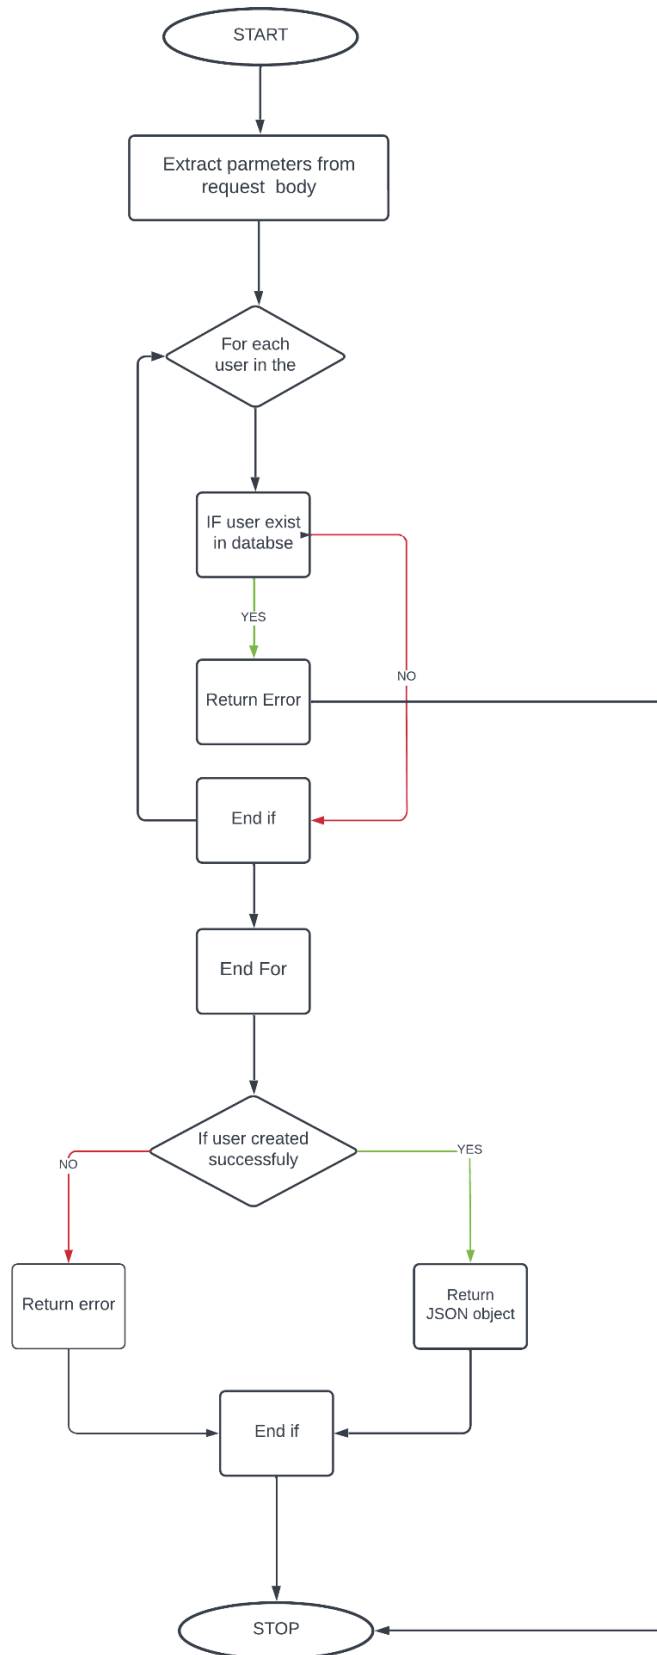 START
Extract parmeters from
request body
For each
user in the
IF user exist
in databse
YES
NO
Return Error
End if
End For
If user created
successfuly
NO
YES
Return error
Return
JSON object
End if
STOP